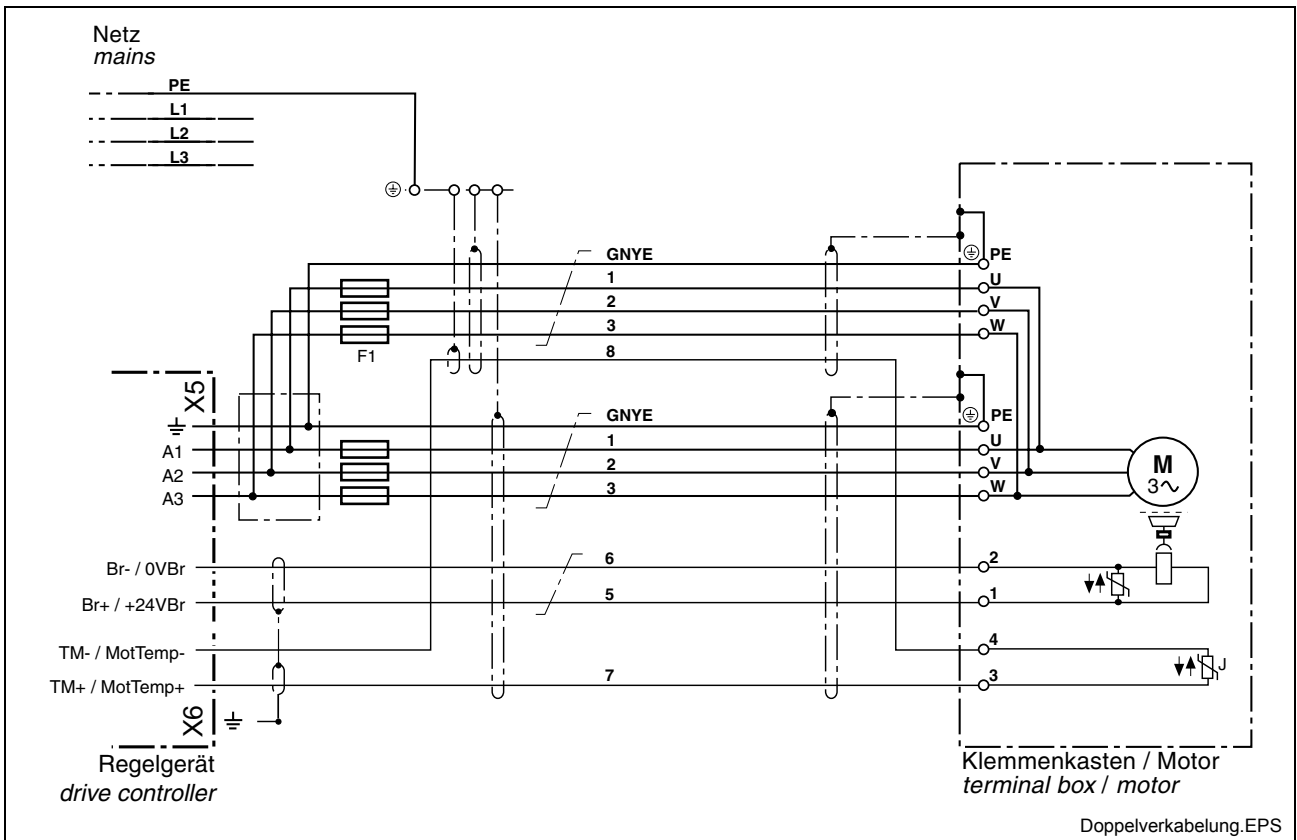 Netz
mains
PE
L1
L2
L3
GNYE
PE
1
U
2
V
3
W
F1
8
X5
GNYE
PE
1
U
A1
2
V
A2
3
W
A3
M
3∿
6
2
Br- / 0VBr
5
1
Br+ / +24VBr
4
TM- / MotTemp-
J
7
3
TM+ / MotTemp+
X6
Regelgerät
drive controller
Klemmenkasten / Motor
terminal box / motor
Doppelverkabelung.EPS